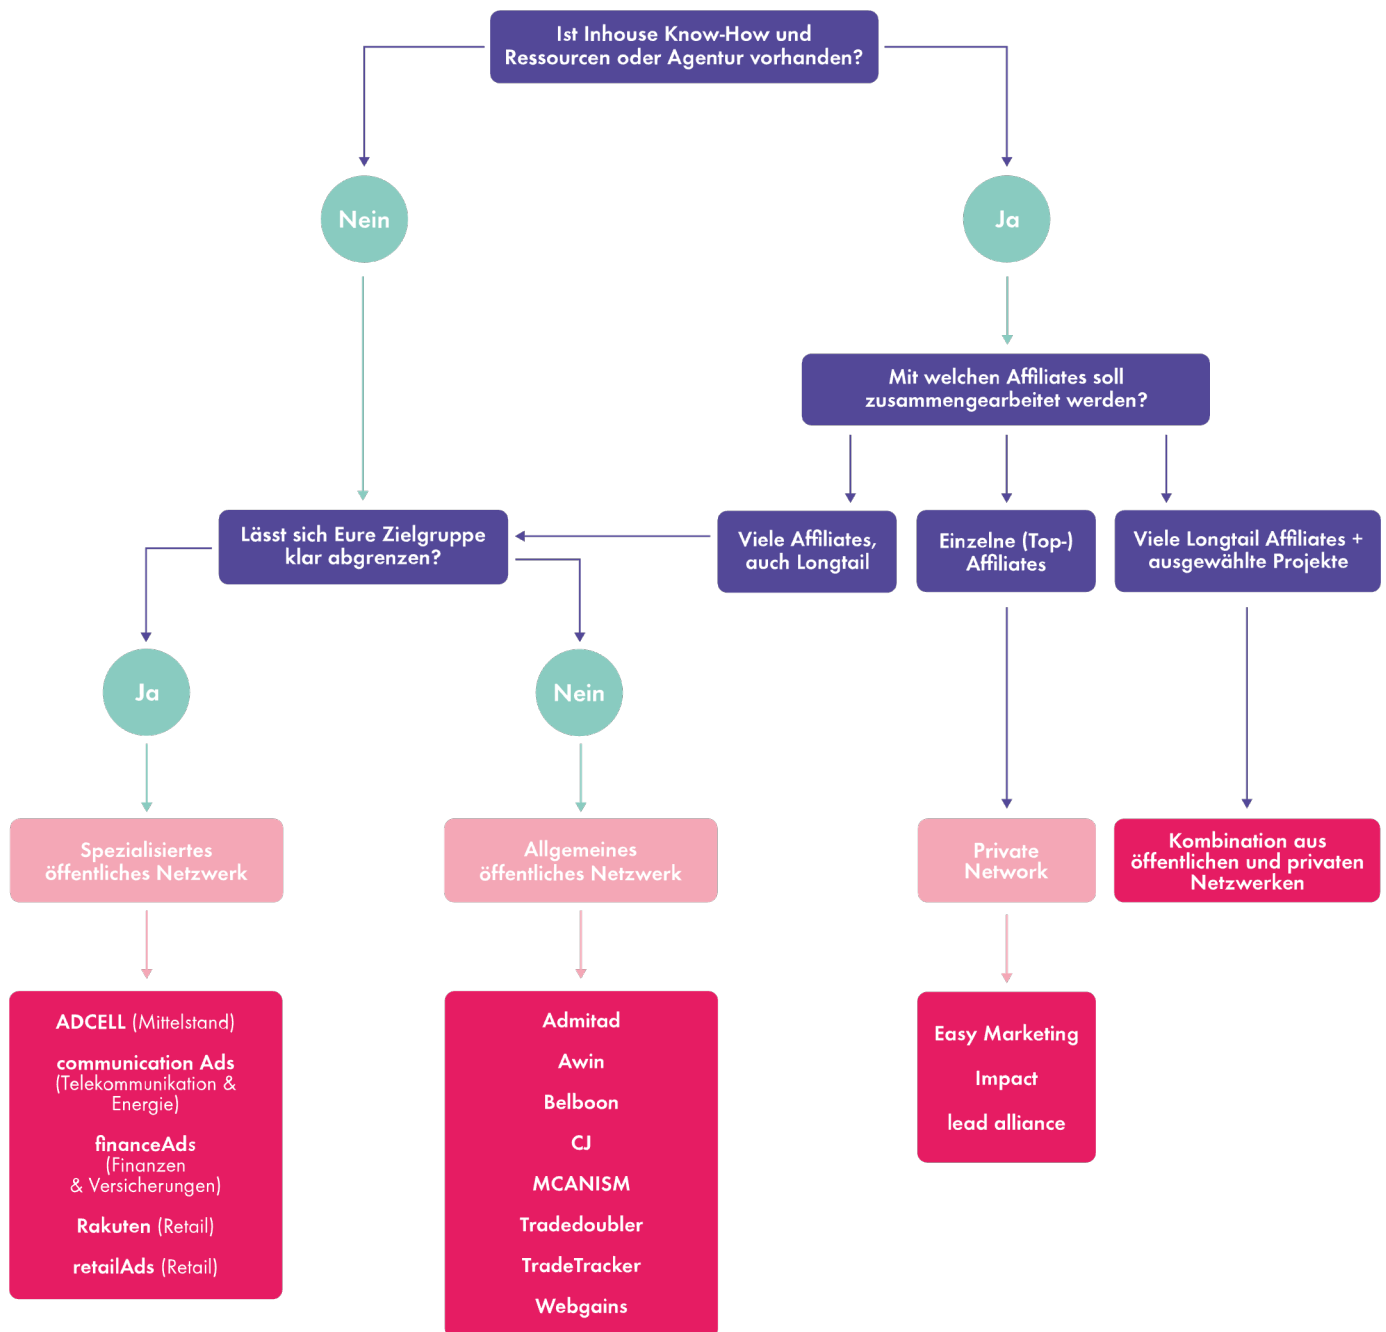 Ist Inhouse Know-How und
Ressourcen oder Agentur vorhanden?
Nein
Ja
Mit welchen Affiliates soll
zusammengearbeitet werden?
Lässt sich Eure Zielgruppe
klar abgrenzen?
Viele Affiliates,
auch Longtail
Einzelne (Top-)
Affiliates
Viele Longtail Affiliates +
ausgewählte Projekte
Ja
Nein
Spezialisiertes
öffentliches Netzwerk
Allgemeines
öffentliches Netzwerk
Private
Network
Kombination aus
öffentlichen und privaten
Netzwerken
ADCELL (Mittelstand)
communication Ads
(Telekommunikation &
Energie)
financeAds
(Finanzen
& Versicherungen)
Rakuten (Retail)
retailAds (Retail)
Admitad
Awin
Belboon
CJ
MCANISM
Tradedoubler
TradeTracker
Webgains
Easy Marketing
Impact
lead alliance